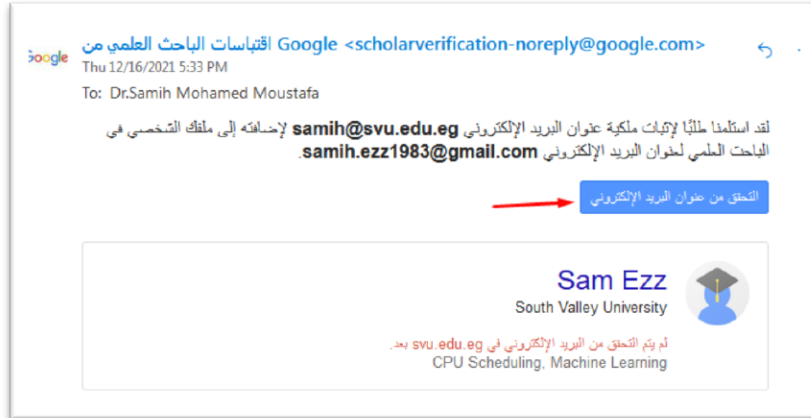 اقتباسات الباحث العلمي من Google <scholarverification-noreply@google.com>
Google
Thu 12/16/2021 5:33 PM
To: Dr.Samih Mohamed Moustafa
لقد استلمنا طلبًا لإثبات ملكية عنوان البريد الإلكتروني samih@svu.edu.eg لإضافته إلى ملفك الشخصي في
الباحث العلمي لعنوان البريد الإلكتروني samih.ezz1983@gmail.com.
التحقق من عنوان البريد الإلكتروني
Sam Ezz
South Valley University
لم يتم التحقق من البريد الإلكتروني في svu.edu.eg بعد.
CPU Scheduling, Machine Learning